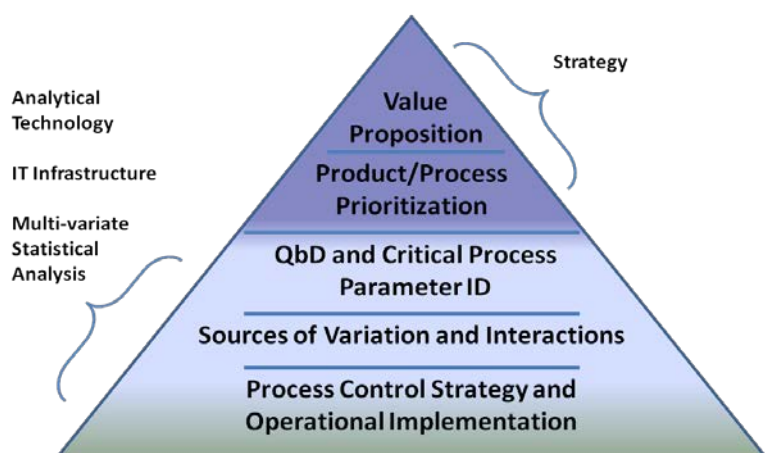 Strategy
Analytical
Technology
IT Infrastructure
Multi-variate
Statistical
Analysis
Value
Proposition
Product/Process
Prioritization
QbD and Critical Process
Parameter ID
Sources of Variation and Interactions
Process Control Strategy and
Operational Implementation